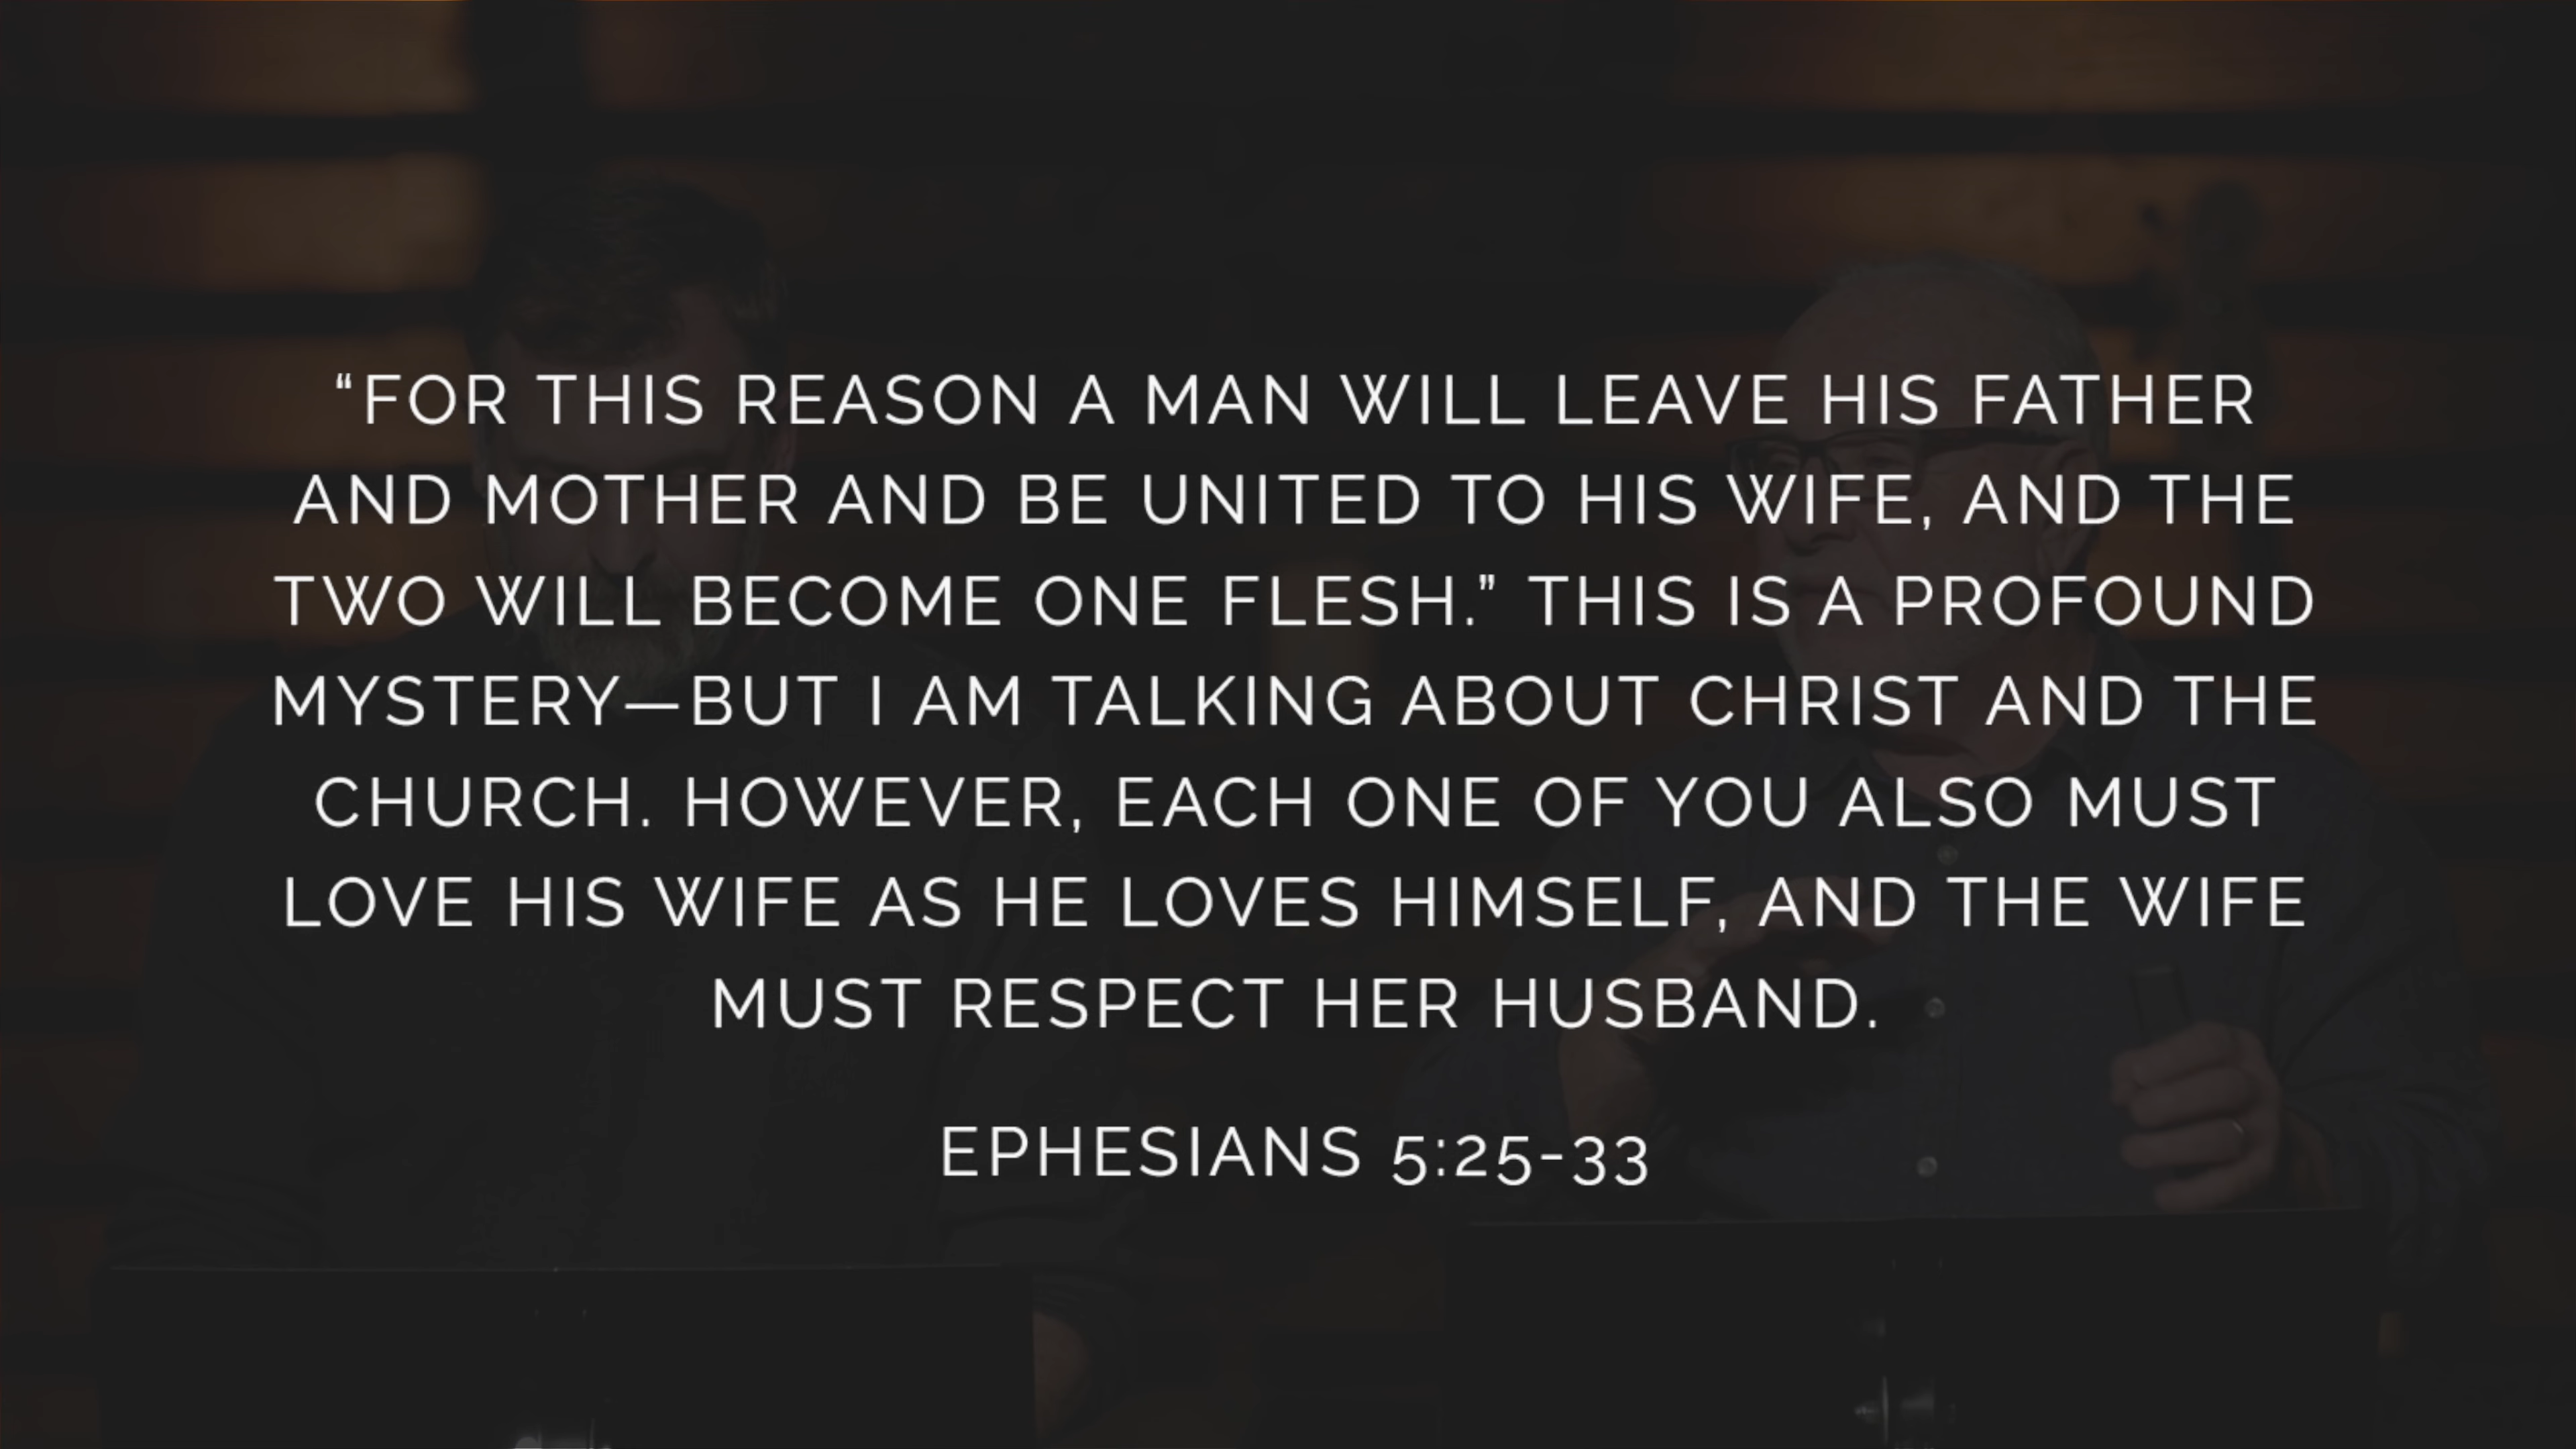 “FOR THIS REASON A MAN WILL LEAVE HIS FATHER
AND MOTHER AND BE UNITED TO HIS WIFE, AND THE
TWO WILL BECOME ONE FLESH.” THIS IS A PROFOUND
MYSTERY—BUT I AM TALKING ABOUT CHRIST AND THE
CHURCH. HOWEVER, EACH ONE OF YOU ALSO MUST
LOVE HIS WIFE AS HE LOVES HIMSELF, AND THE WIFE
MUST RESPECT HER HUSBAND.
EPHESIANS 5:25-33